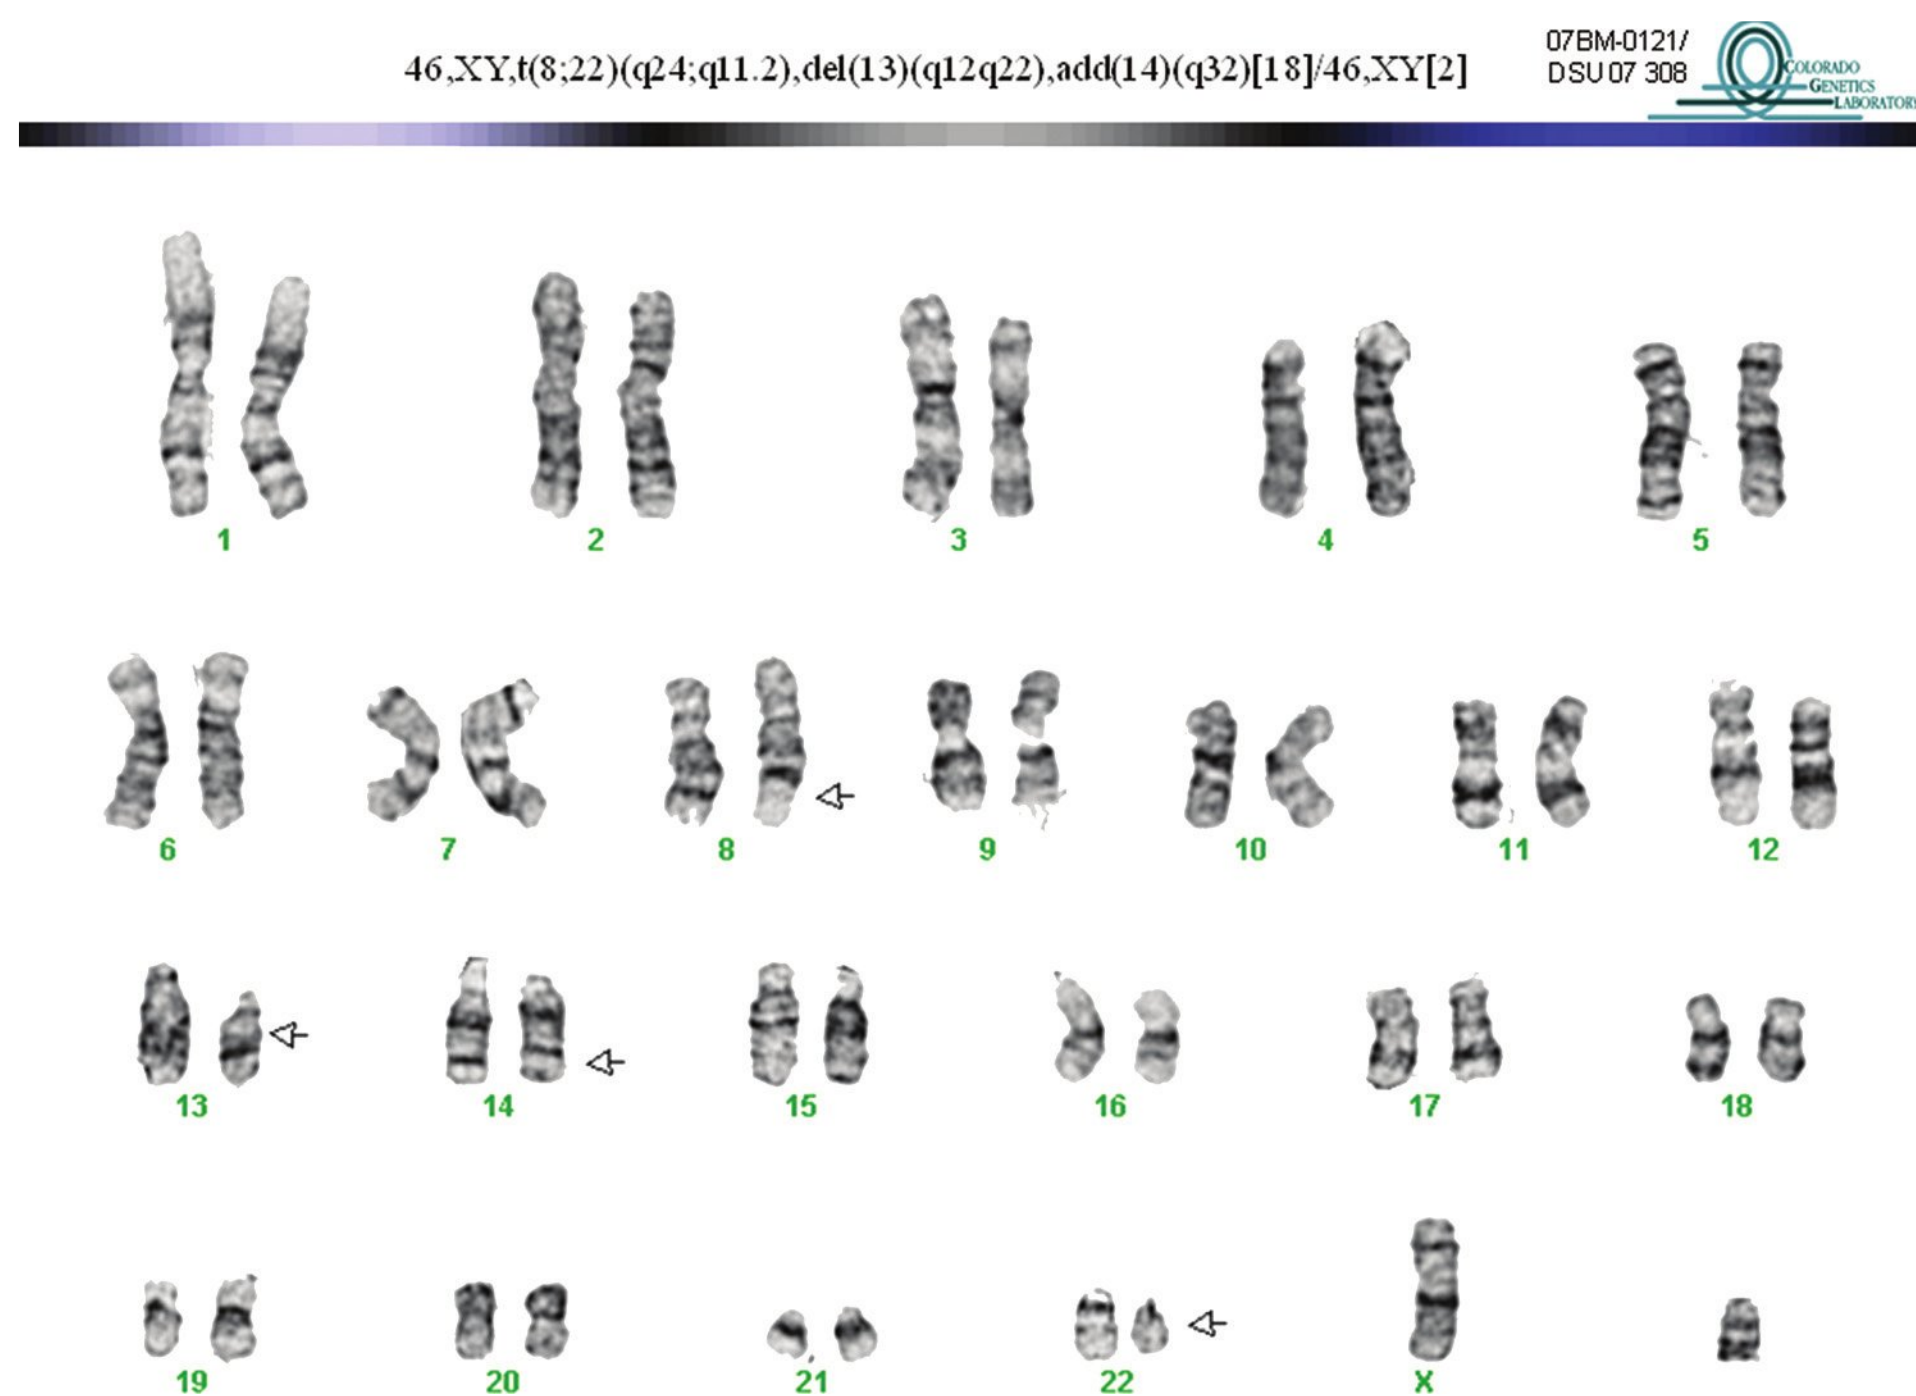 46,XY,t(8;22)(q24;q11.2),del(13)(q12q22),add(14)(q32)[18]/46,XY[2]
07BM-0121/
DSU 07 308
COLORADO
GENETICS
LABORATORY
1 2 3 4 5
6 7 8 9 10 11 12
13 14 15 16 17 18
19 20 21 22 X